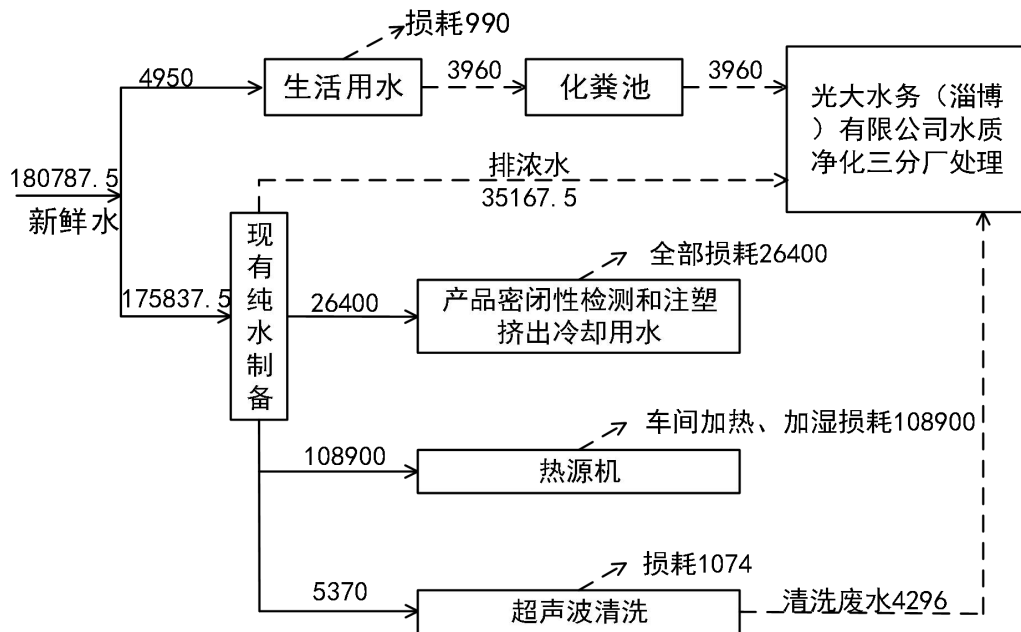 损耗990
4950
生活用水
3960
化粪池
3960
光大水务（淄博
）有限公司水质
净化三分厂处理
180787.5
新鲜水
排浓水
35167.5
现有纯水制备
175837.5
全部损耗26400
26400
产品密闭性检测和注塑
挤出冷却用水
车间加热、加湿损耗108900
108900
热源机
损耗1074
5370
超声波清洗
清洗废水4296